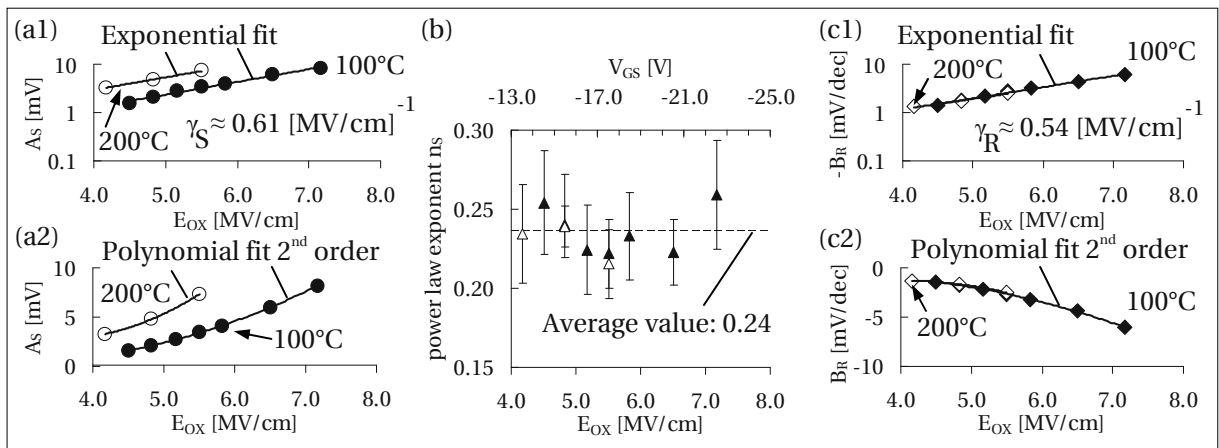 (a1)
Exponential fit
10
1
0.1
As [mV]
100°C
200°C
γS ≈ 0.61 [MV/cm]-1
4.0 5.0 6.0 7.0 8.0
EOX [MV/cm]
(a2)
Polynomial fit 2nd order
10
5
0
As [mV]
200°C
100°C
4.0 5.0 6.0 7.0 8.0
EOX [MV/cm]
(b)
VGS [V]
-13.0 -17.0 -21.0 -25.0
0.30
0.25
0.20
0.15
power law exponent ns
Average value: 0.24
4.0 5.0 6.0 7.0 8.0
EOX [MV/cm]
(c1)
Exponential fit
10
1
0.1
-BR [mV/dec]
200°C
100°C
γR ≈ 0.54 [MV/cm]-1
4.0 5.0 6.0 7.0 8.0
EOX [MV/cm]
(c2)
Polynomial fit 2nd order
0
-5
-10
BR [mV/dec]
200°C
100°C
4.0 5.0 6.0 7.0 8.0
EOX [MV/cm]